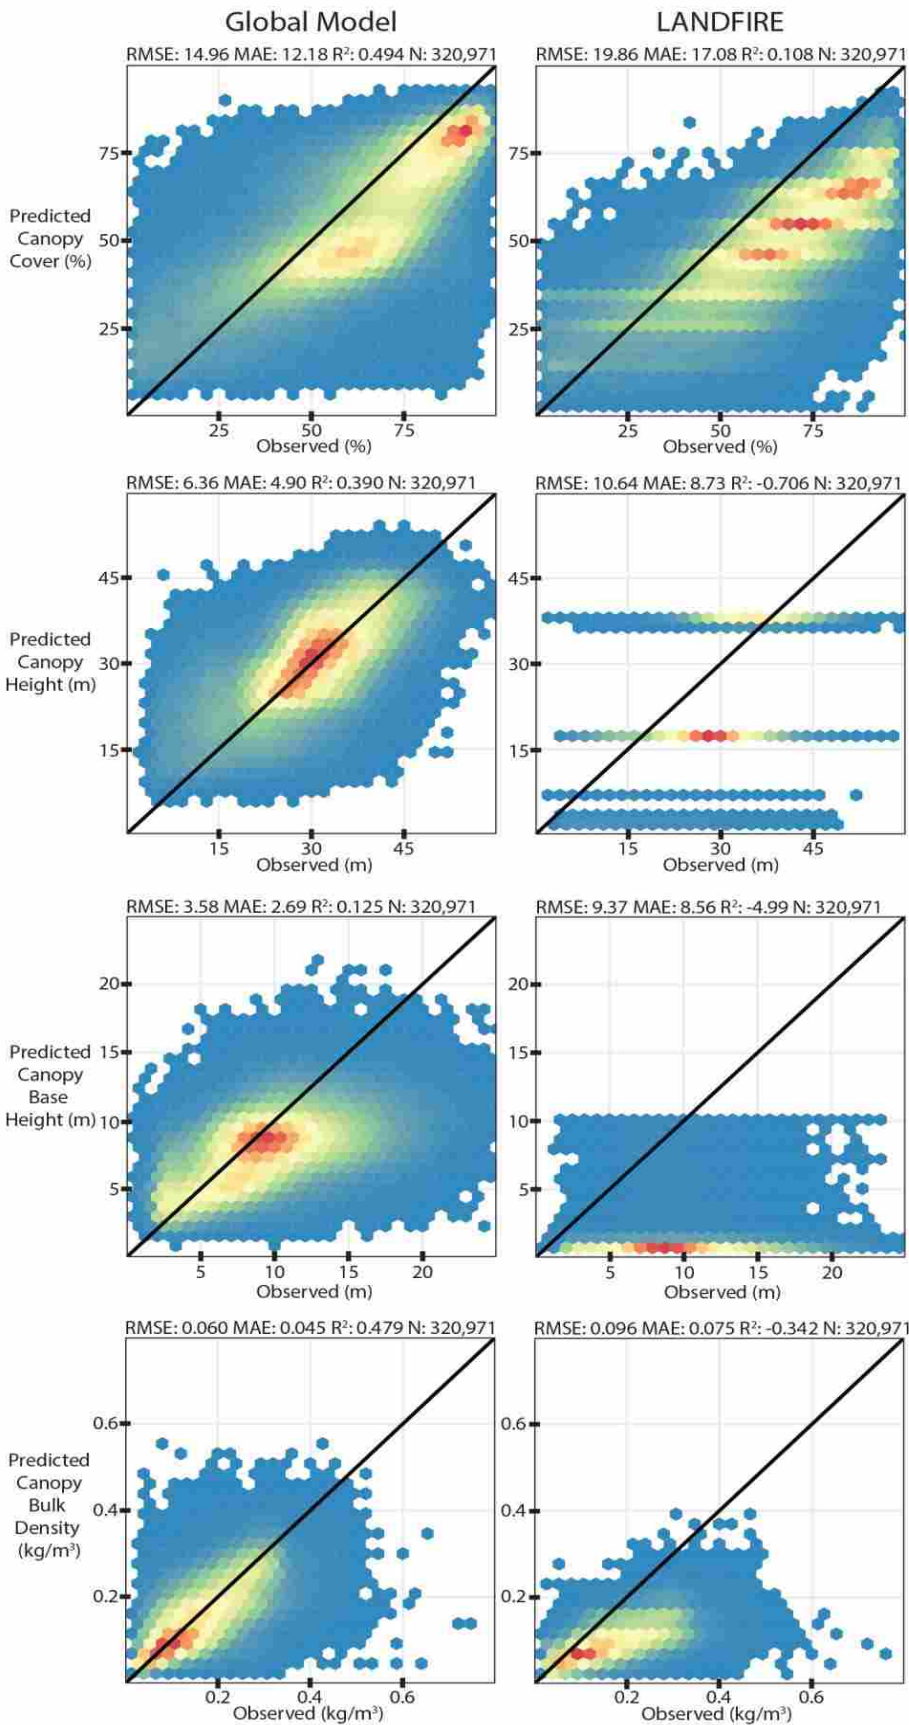 Global Model
LANDFIRE
RMSE: 14.96 MAE: 12.18 R²: 0.494 N: 320,971
RMSE: 19.86 MAE: 17.08 R²: 0.108 N: 320,971
75
50
25
Predicted
Canopy
Cover (%)
25 50 75
Observed (%)
75
50
25
25 50 75
Observed (%)
RMSE: 6.36 MAE: 4.90 R²: 0.390 N: 320,971
RMSE: 10.64 MAE: 8.73 R²: -0.706 N: 320,971
45
30
15
Predicted
Canopy
Height (m)
15 30 45
Observed (m)
45
30
15
15 30 45
Observed (m)
RMSE: 3.58 MAE: 2.69 R²: 0.125 N: 320,971
RMSE: 9.37 MAE: 8.56 R²: -4.99 N: 320,971
20
15
10
5
Predicted
Canopy
Base
Height (m)
5 10 15 20
Observed (m)
20
15
10
5
5 10 15 20
Observed (m)
RMSE: 0.060 MAE: 0.045 R²: 0.479 N: 320,971
RMSE: 0.096 MAE: 0.075 R²: -0.342 N: 320,971
0.6
0.4
0.2
Predicted
Canopy
Bulk
Density
(kg/m³)
0.2 0.4 0.6
Observed (kg/m³)
0.6
0.4
0.2
0.2 0.4 0.6
Observed (kg/m³)